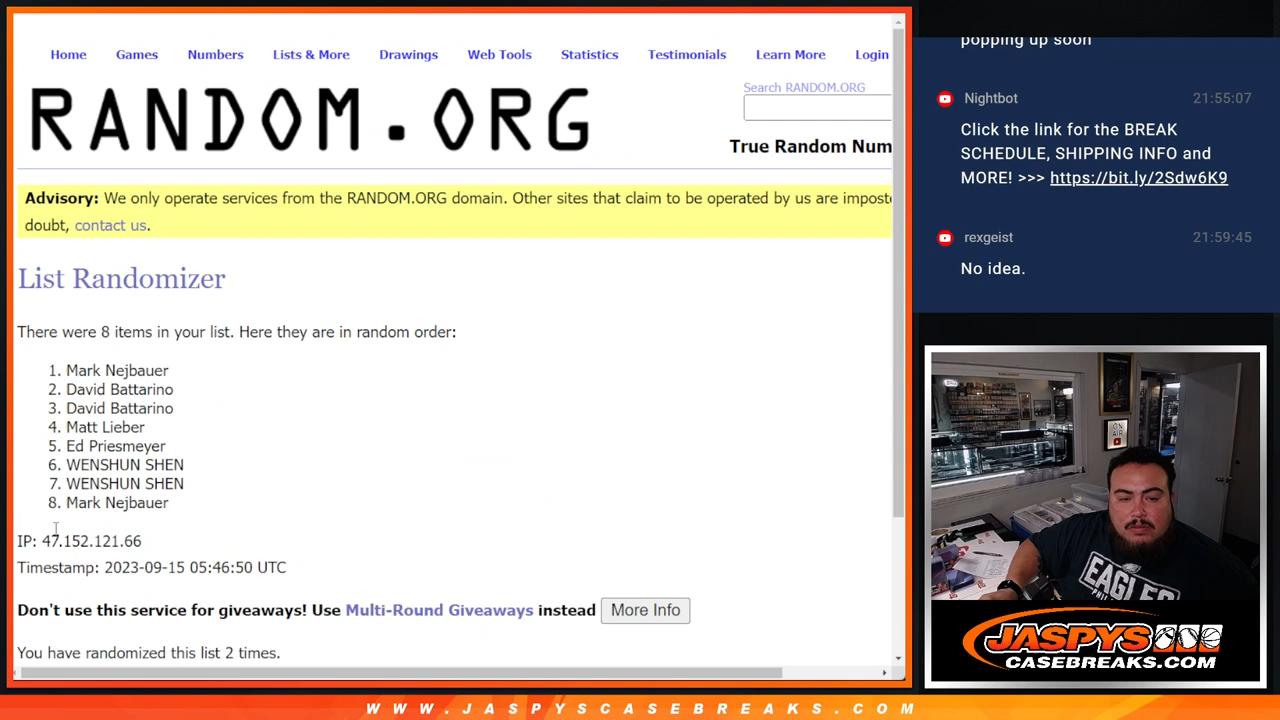 Home Games Numbers Lists & More Drawings Web Tools Statistics Testimonials Learn More Login
Search RANDOM.ORG
RANDOM.ORG
True Random Num
Advisory: We only operate services from the RANDOM.ORG domain. Other sites that claim to be operated by us are imposte
doubt, contact us.
List Randomizer
There were 8 items in your list. Here they are in random order:
1. Mark Nejbauer
2. David Battarino
3. David Battarino
4. Matt Lieber
5. Ed Priesmeyer
6. WENSHUN SHEN
7. WENSHUN SHEN
8. Mark Nejbauer
IP: 47.152.121.66
Timestamp: 2023-09-15 05:46:50 UTC
Don't use this service for giveaways! Use Multi-Round Giveaways instead More Info
You have randomized this list 2 times.
popping up soon
Nightbot 21:55:07
Click the link for the BREAK
SCHEDULE, SHIPPING INFO and
MORE! >>> https://bit.ly/2Sdw6K9
rexgeist 21:59:45
No idea.
ON
AIR
EAGLES
JASPYS
CASEBREAKS.COM
WWW.JASPYSCASEBREAKS.COM